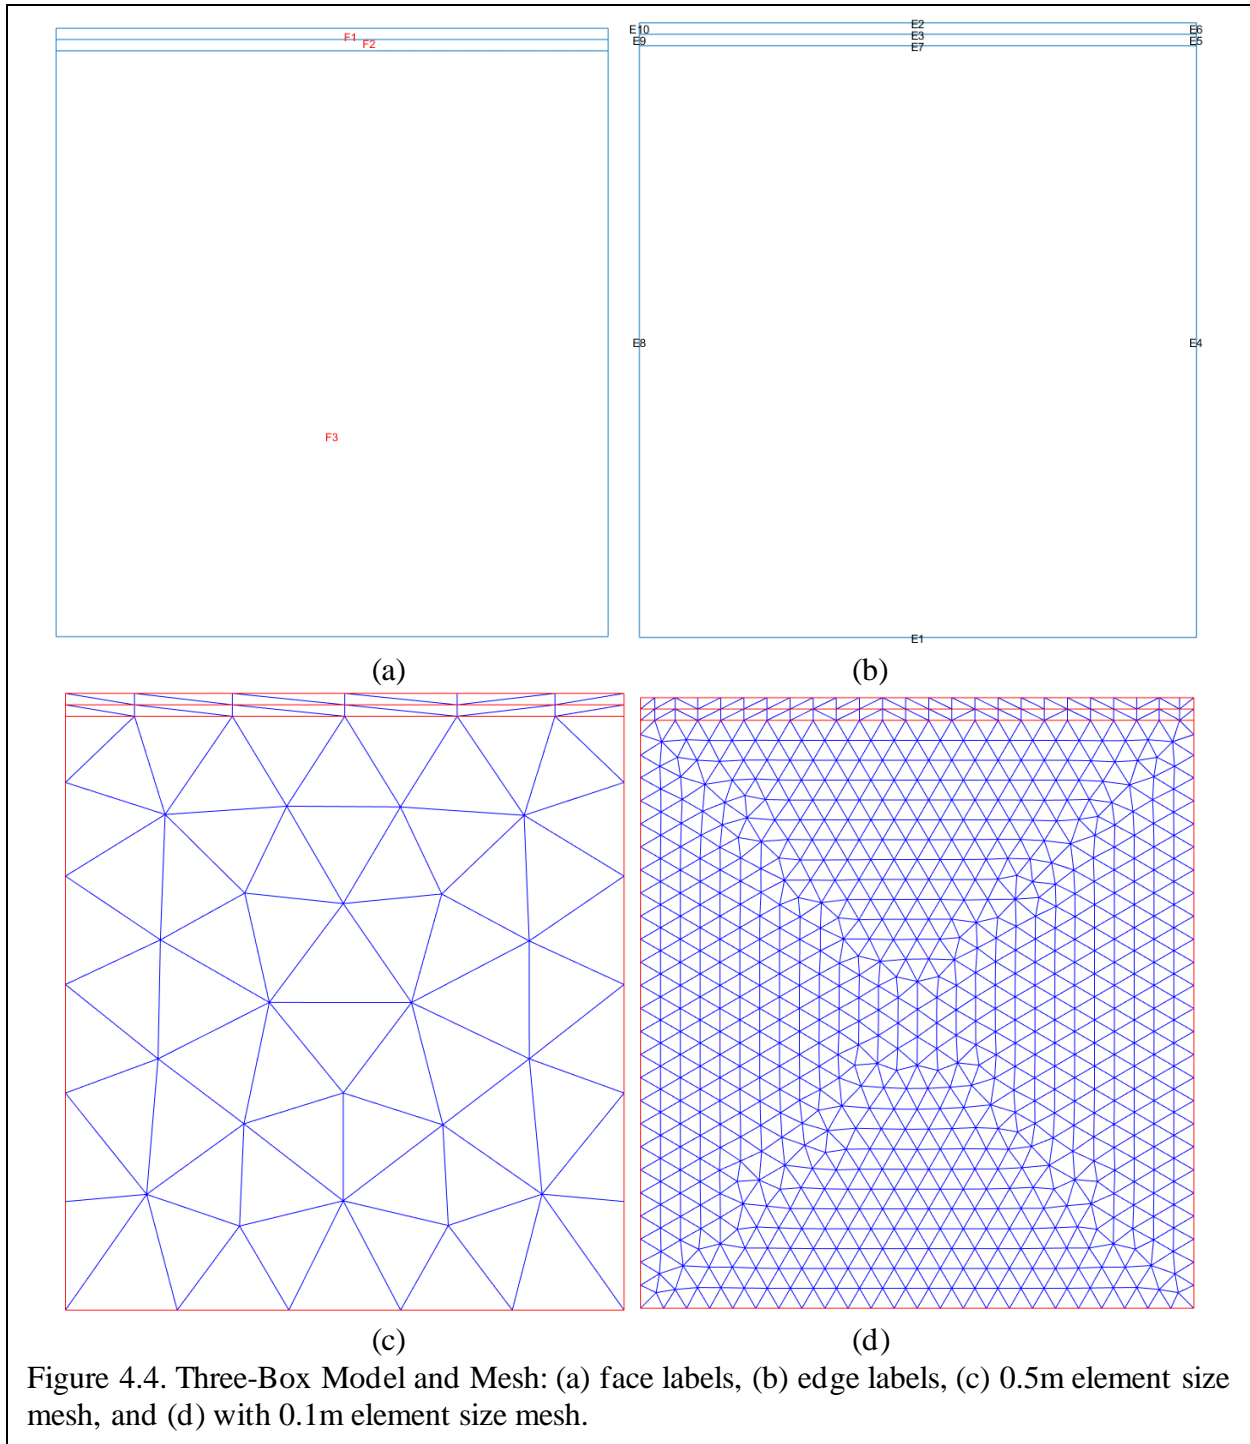 F1
F2
F3
E2
E10
E6
E3
E9
E5
E7
E8
E4
E1
(a)
(b)
(c)
(d)
Figure 4.4. Three-Box Model and Mesh: (a) face labels, (b) edge labels, (c) 0.5m element size
mesh, and (d) with 0.1m element size mesh.